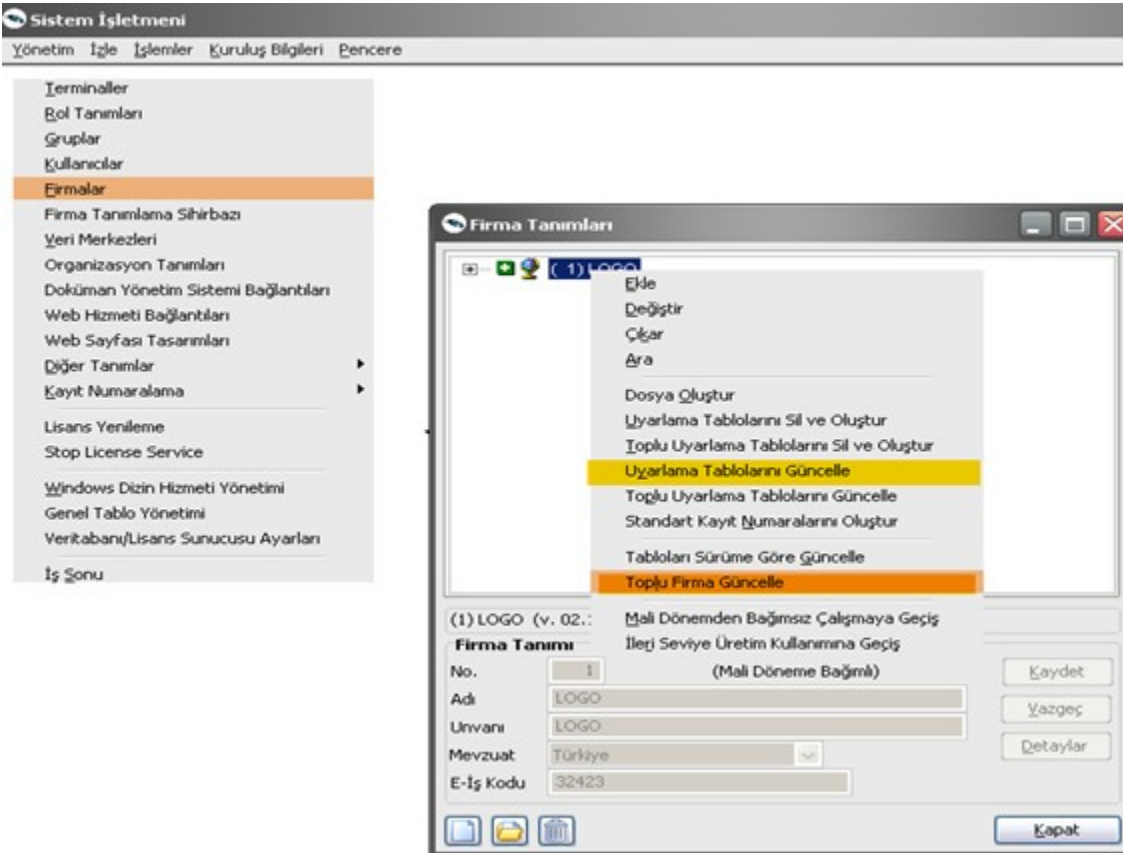 Sistem İşletmeni
Yönetim İzle İşlemler Kuruluş Bilgileri Pencere
Terminaller
Rol Tanımları
Gruplar
Kullanıcılar
Firmalar
Firma Tanımlama Sihirbazı
Veri Merkezleri
Organizasyon Tanımları
Doküman Yönetim Sistemi Bağlantıları
Web Hizmeti Bağlantıları
Web Sayfası Tasarımları
Diğer Tanımlar
Kayıt Numaralama
Lisans Yenileme
Stop License Service
Windows Dizin Hizmeti Yönetimi
Genel Tablo Yönetimi
Veritabanı/Lisans Sunucusu Ayarları
İş Sonu
Firma Tanımları
( 1) LOGO
Ekle
Değiştir
Çıkar
Ara
Dosya Oluştur
Uyarlama Tablolarını Sil ve Oluştur
Toplu Uyarlama Tablolarını Sil ve Oluştur
Uyarlama Tablolarını Güncelle
Toplu Uyarlama Tablolarını Güncelle
Standart Kayıt Numaralarını Oluştur
Tabloları Sürüme Göre Güncelle
Toplu Firma Güncelle
Mali Dönemden Bağımsız Çalışmaya Geçiş
İleri Seviye Üretim Kullanımına Geçiş
(1) LOGO (v. 02.
Firma Tanımı
No. 1 (Mali Döneme Bağımlı)
Adı LOGO
Unvanı LOGO
Mevzuat Türkiye
E-İş Kodu 32423
Kaydet
Vazgeç
Detaylar
Kapat